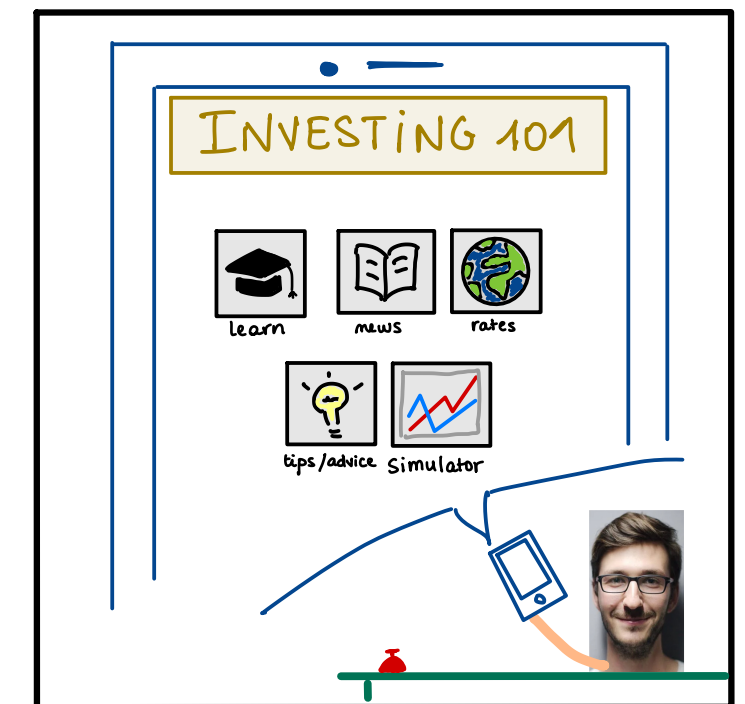 INVESTING 101
learn
news
rates
tips/advice
Simulator